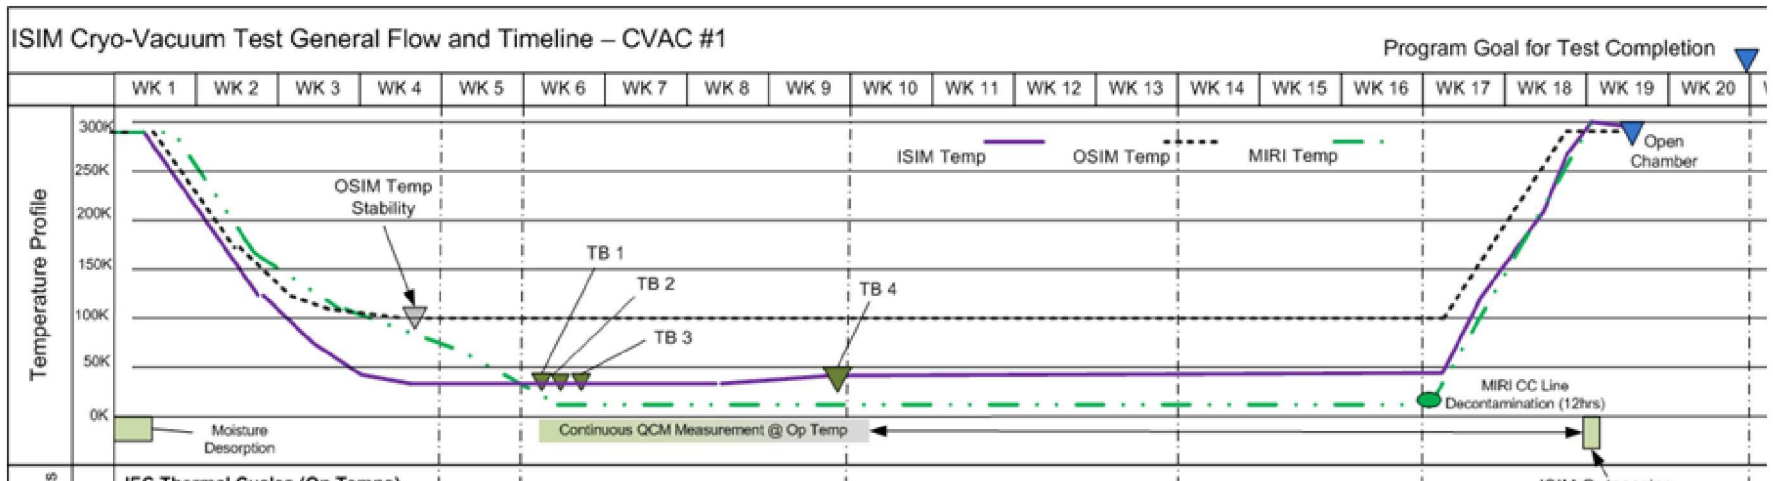 ISIM Cryo-Vacuum Test General Flow and Timeline – CVAC #1
Program Goal for Test Completion
WK 1 WK 2 WK 3 WK 4 WK 5 WK 6 WK 7 WK 8 WK 9 WK 10 WK 11 WK 12 WK 13 WK 14 WK 15 WK 16 WK 17 WK 18 WK 19 WK 20
Temperature Profile
300K
250K
200K
150K
100K
50K
0K
ISIM Temp
OSIM Temp
MIRI Temp
Open
Chamber
OSIM Temp
Stability
TB 1
TB 2
TB 3
TB 4
MIRI CC Line
Decontamination (12hrs)
Moisture
Desorption
Continuous QCM Measurement @ Op Temp